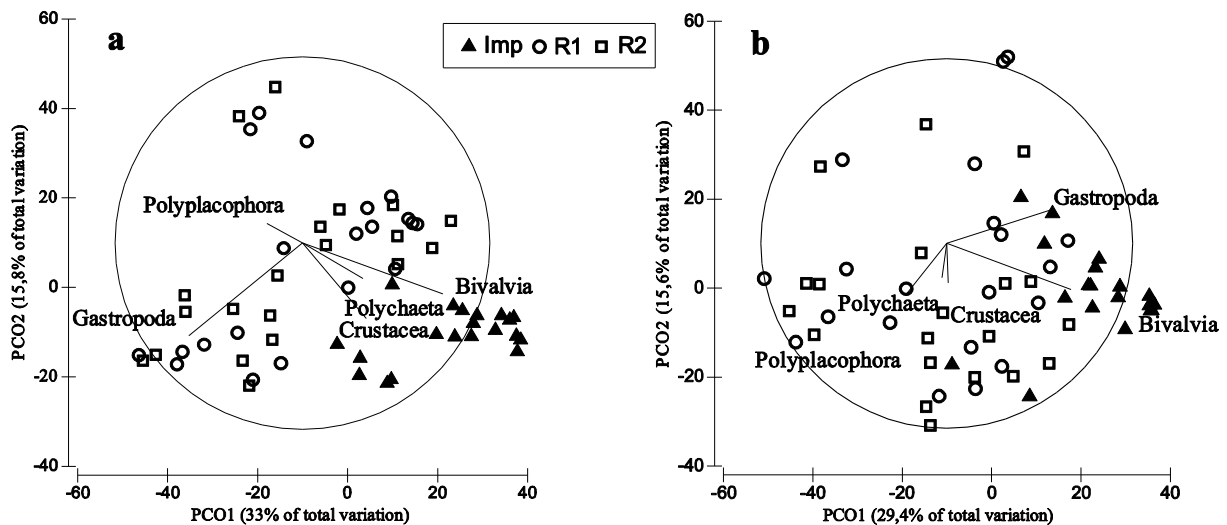 a
Imp R1 R2
60
40
20
0
-20
-40
-60 -40 -20 0 20 40
PCO2 (15,8% of total variation)
PCO1 (33% of total variation)
Polyplacophora
Gastropoda
Bivalvia
Polychaeta
Crustacea
b
60
40
20
0
-20
-40
-60 -40 -20 0 20 40
PCO2 (15,6% of total variation)
PCO1 (29,4% of total variation)
Gastropoda
Polychaeta
Crustacea
Bivalvia
Polyplacophora